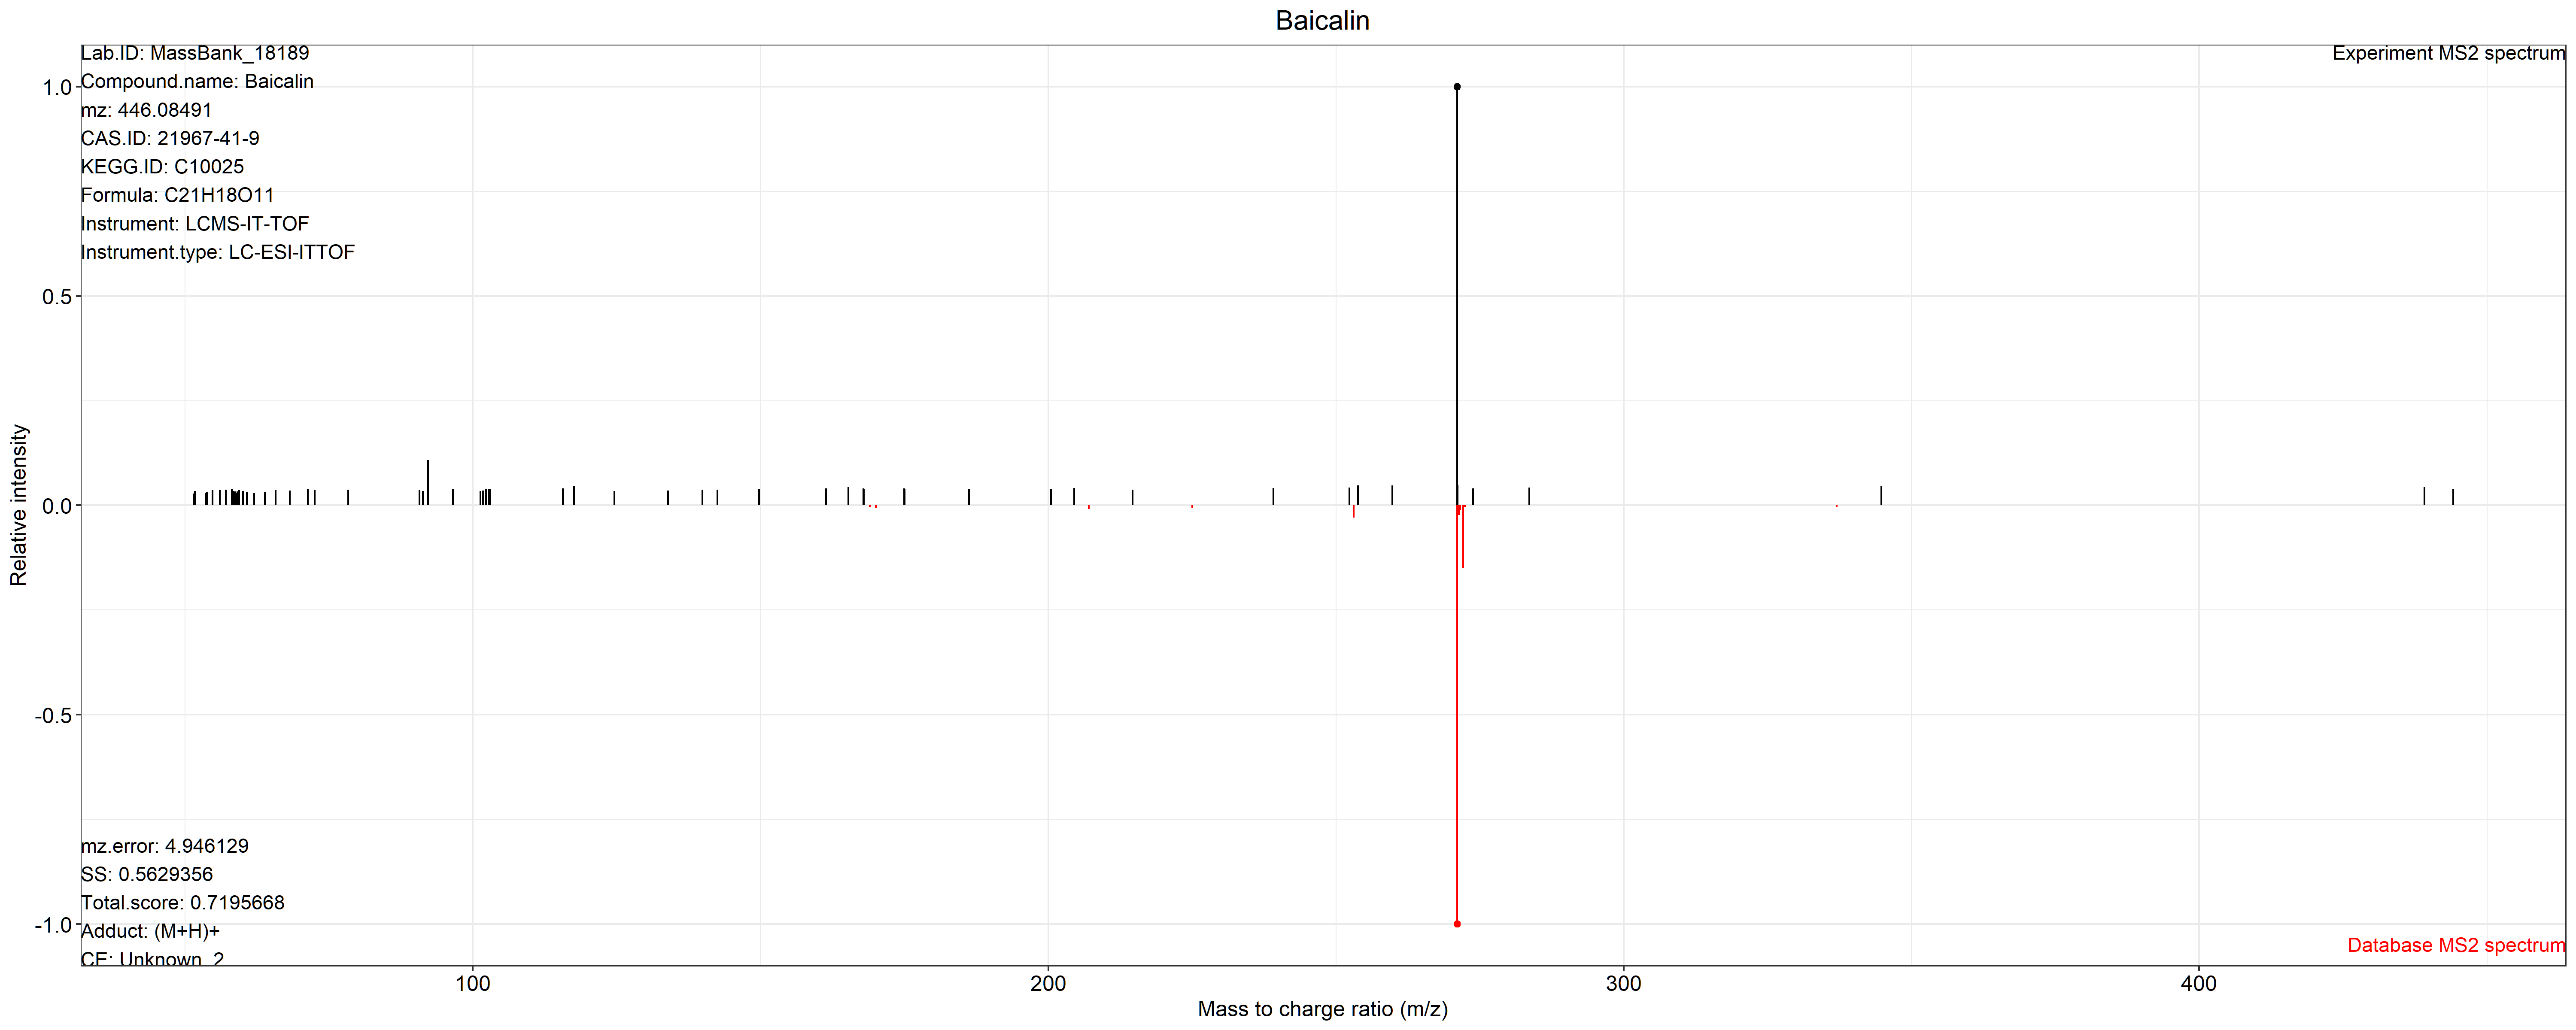 Baicalin
Lab.ID: MassBank_18189
Experiment MS2 spectrum
Compound.name: Baicalin
mz: 446.08491
CAS.ID: 21967-41-9
KEGG.ID: C10025
Formula: C21H18O11
Instrument: LCMS-IT-TOF
Instrument.type: LC-ESI-ITTOF
1.0
0.5
0.0
-0.5
-1.0
Relative intensity
mz.error: 4.946129
SS: 0.5629356
Total.score: 0.7195668
Adduct: (M+H)+
CE: Unknown_2
Database MS2 spectrum
100
200
300
400
Mass to charge ratio (m/z)